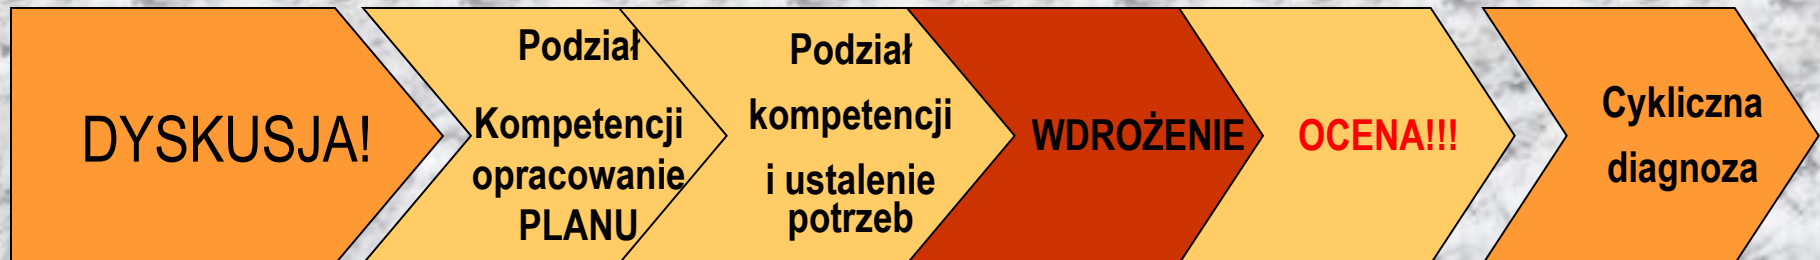 DYSKUSJA!
Podział
Kompetencji
opracowanie
PLANU
Podział
kompetencji
i ustalenie
potrzeb
WDROŻENIE
OCENA!!!
Cykliczna
diagnoza